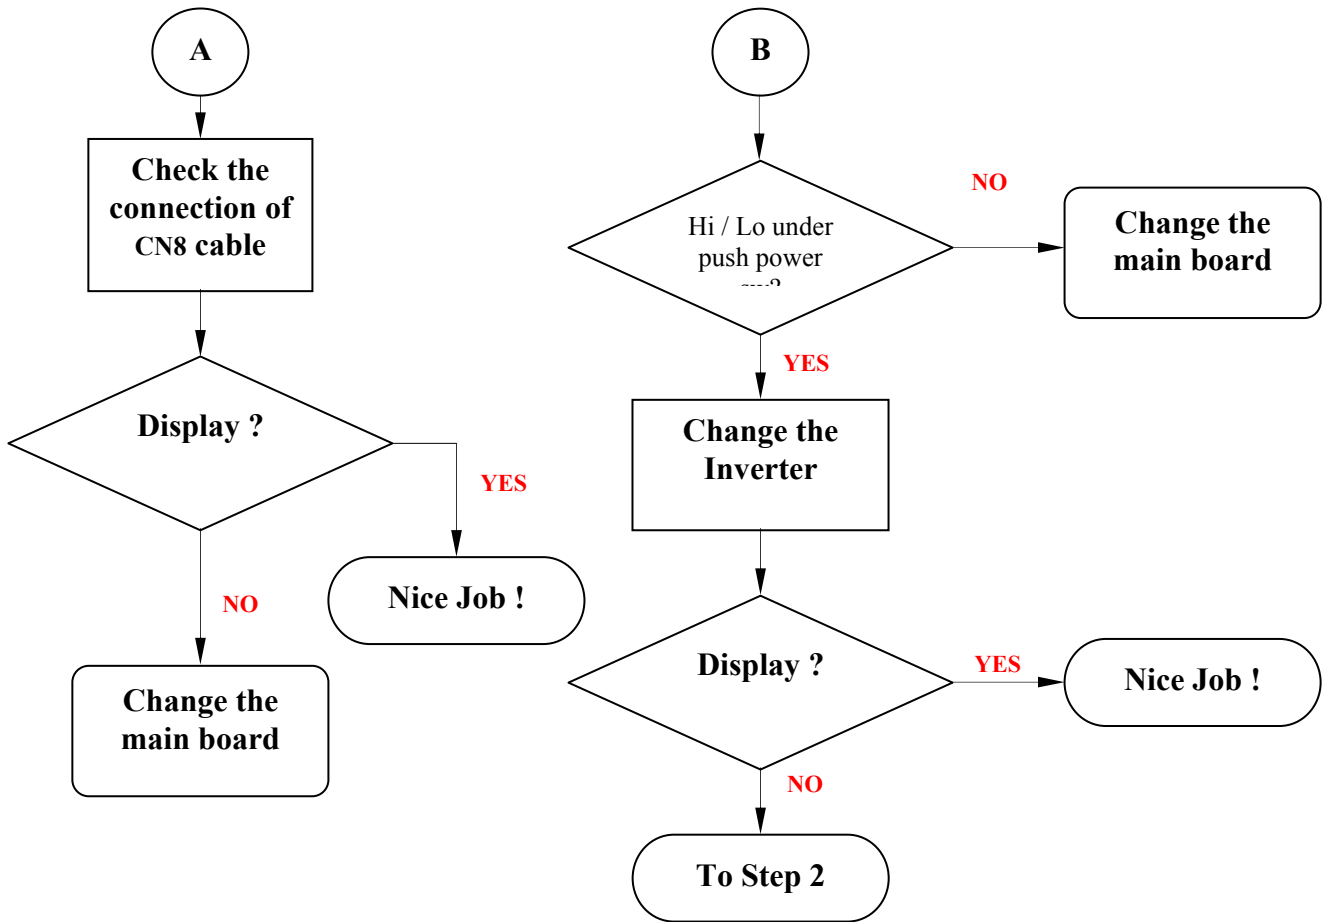 A
Check the
connection of
CN8 cable
Display ?
YES
Nice Job !
NO
Change the
main board
B
Hi / Lo under
push power
NO
Change the
main board
YES
Change the
Inverter
Display ?
YES
Nice Job !
NO
To Step 2